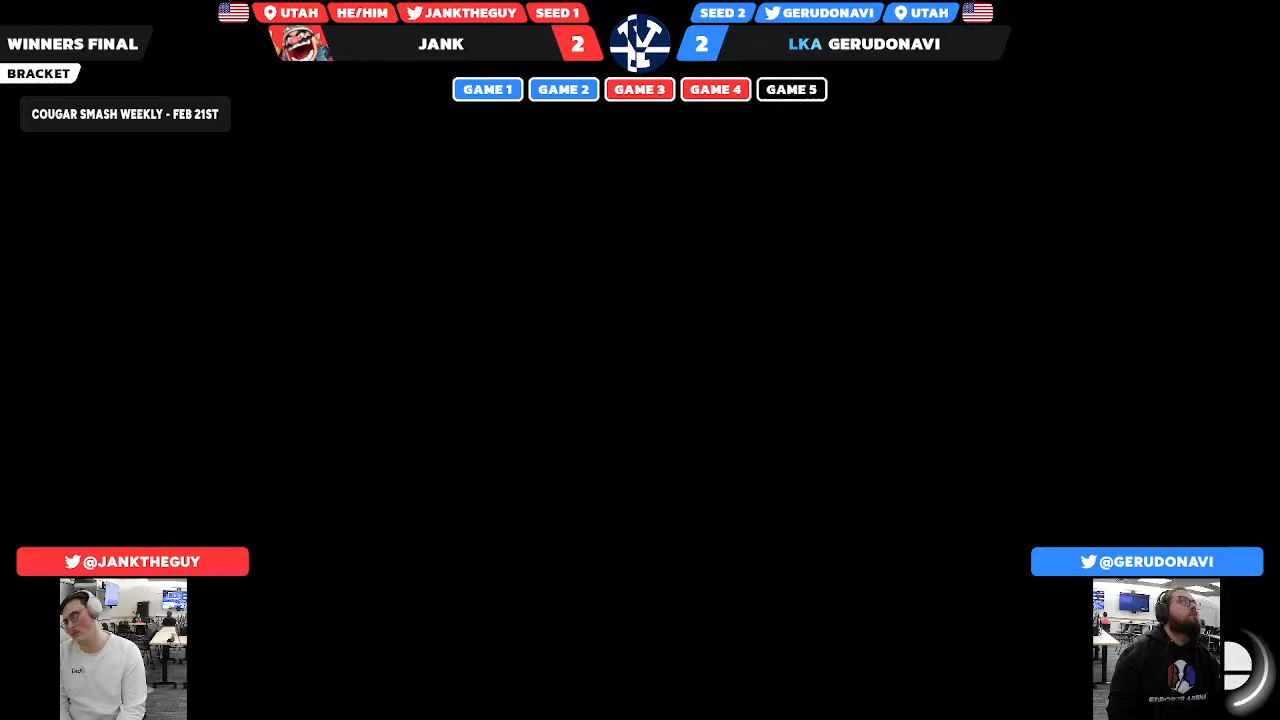 UTAH HE/HIM JANKTHEGUY SEED 1
SEED 2 GERUDONAVI UTAH
WINNERS FINAL
JANK 2
2 LKA GERUDONAVI
BRACKET
GAME 1 GAME 2 GAME 3 GAME 4 GAME 5
COUGAR SMASH WEEKLY - FEB 21ST
@JANKTHEGUY
@GERUDONAVI